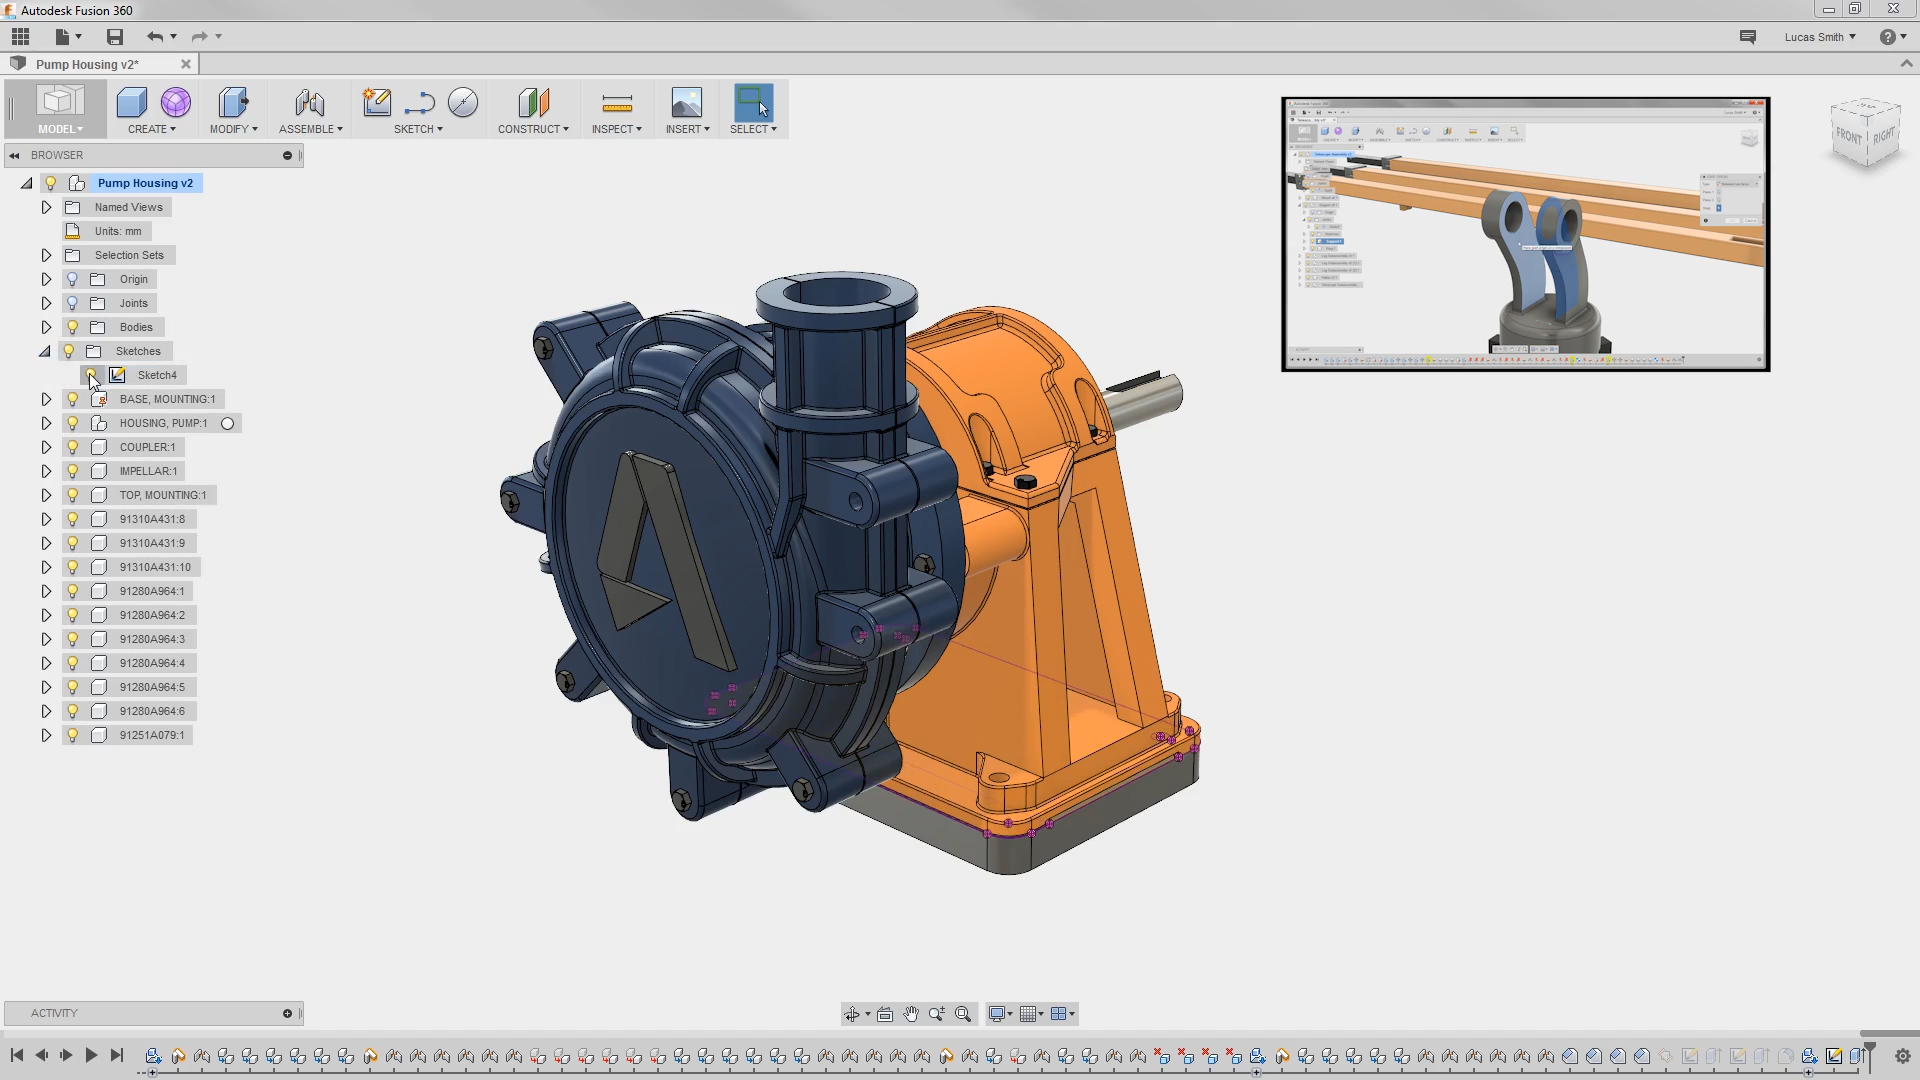 Autodesk Fusion 360
Lucas Smith
Pump Housing v2*
MODEL
CREATE
MODIFY
ASSEMBLE
SKETCH
CONSTRUCT
INSPECT
INSERT
SELECT
FRONT
RIGHT
BROWSER
Pump Housing v2
Named Views
Units: mm
Selection Sets
Origin
Joints
Bodies
Sketches
Sketch4
BASE, MOUNTING:1
HOUSING, PUMP:1
COUPLER:1
IMPELLAR:1
TOP, MOUNTING:1
91310A431:8
91310A431:9
91310A431:10
91280A964:1
91280A964:2
91280A964:3
91280A964:4
91280A964:5
91280A964:6
91251A079:1
ACTIVITY